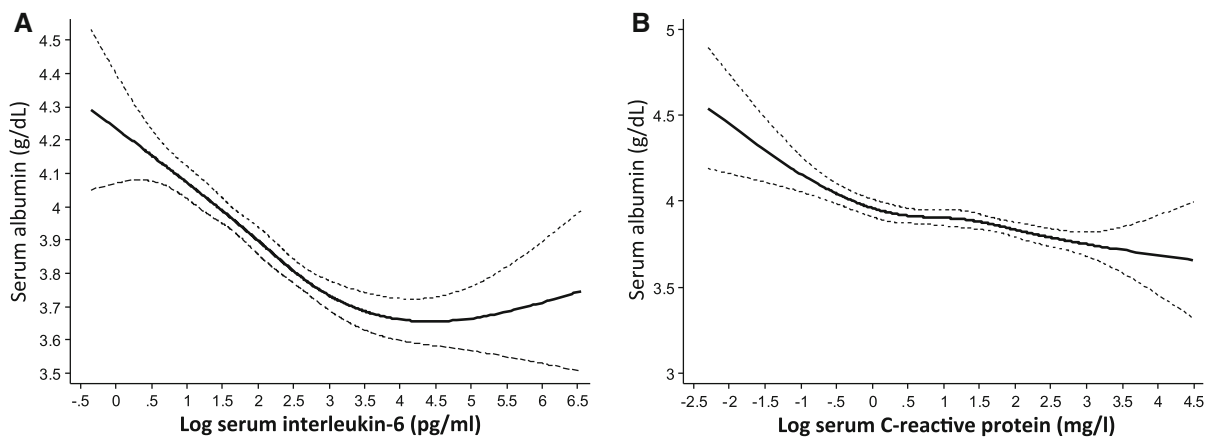 A
Serum albumin (g/dL)
4.5
4.4
4.3
4.2
4.1
4
3.9
3.8
3.7
3.6
3.5
-.5 0 .5 1 1.5 2 2.5 3 3.5 4 4.5 5 5.5 6 6.5
Log serum interleukin-6 (pg/ml)
B
Serum albumin (g/dL)
5
4.5
4
3.5
3
-2.5 -2 -1.5 -1 -.5 0 .5 1 1.5 2 2.5 3 3.5 4 4.5
Log serum C-reactive protein (mg/l)